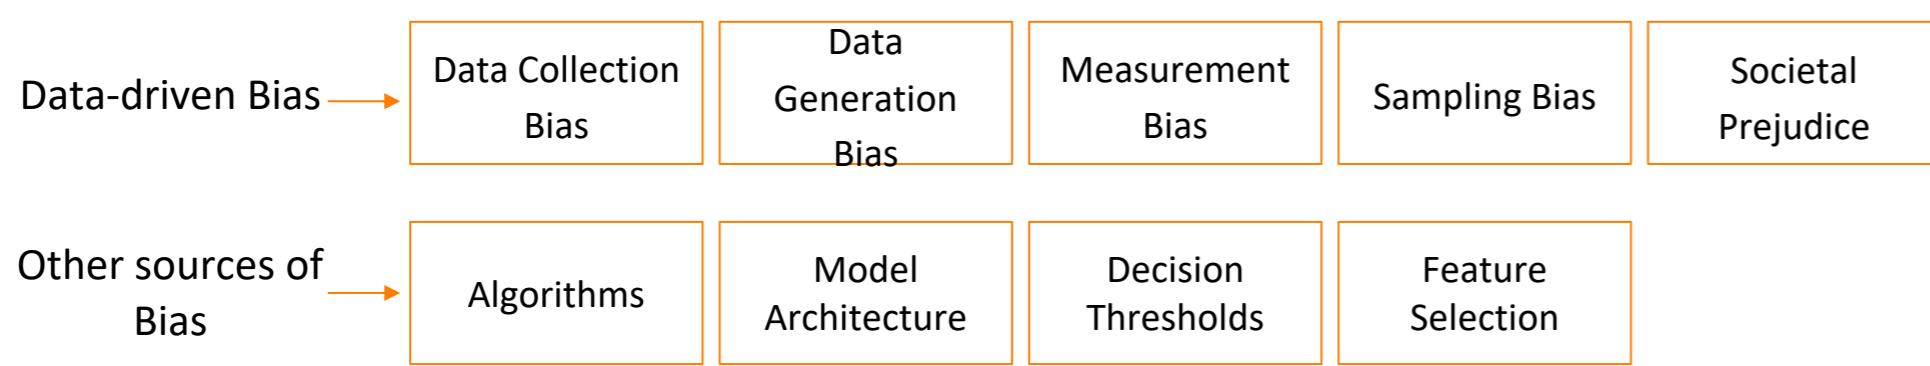 Data-driven Bias
Data Collection
Bias
Data
Generation
Bias
Measurement
Bias
Sampling Bias
Societal
Prejudice
Other sources of
Bias
Algorithms
Model
Architecture
Decision
Thresholds
Feature
Selection